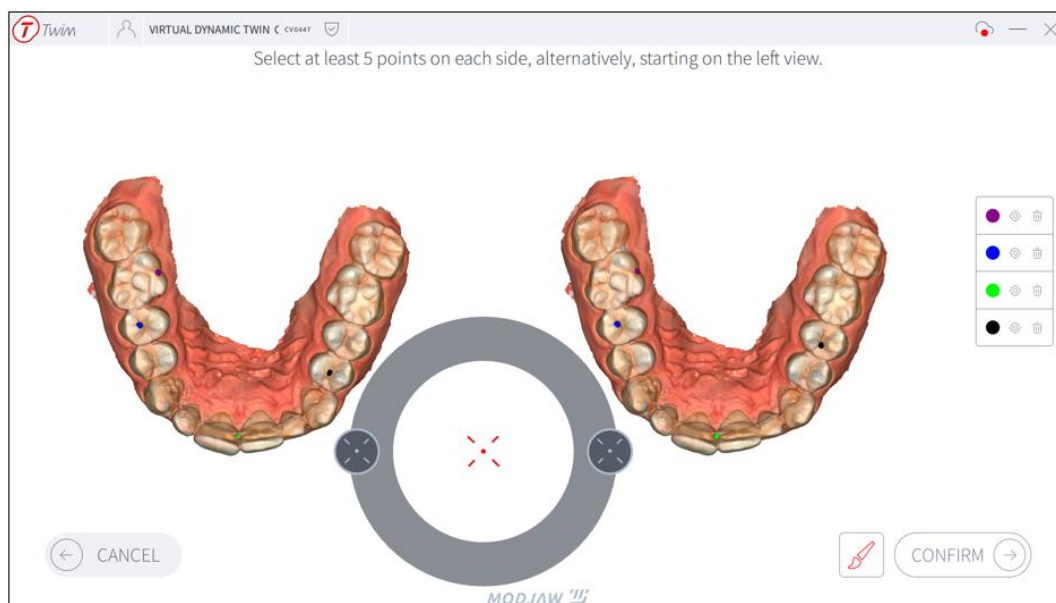 Twim
VIRTUAL DYNAMIC TWIN C CV0447
Select at least 5 points on each side, alternatively, starting on the left view.
CANCEL
CONFIRM
MODJAW